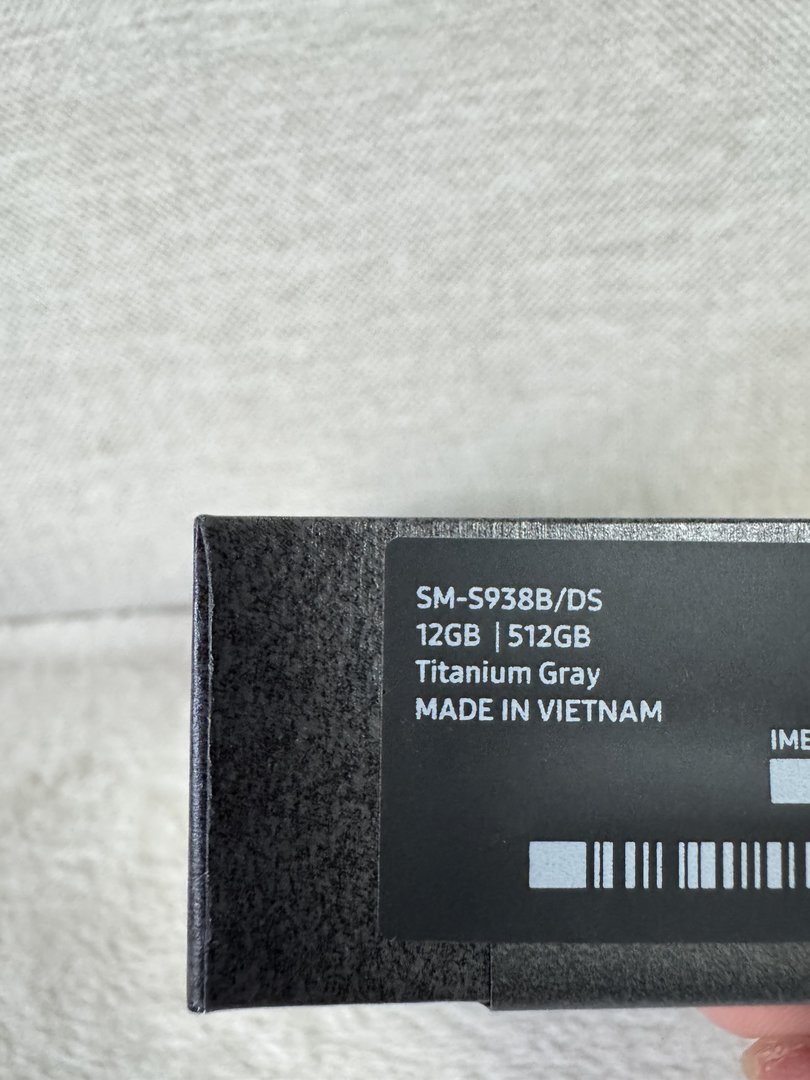 SM-S938B/DS
12GB | 512GB
Titanium Gray
MADE IN VIETNAM